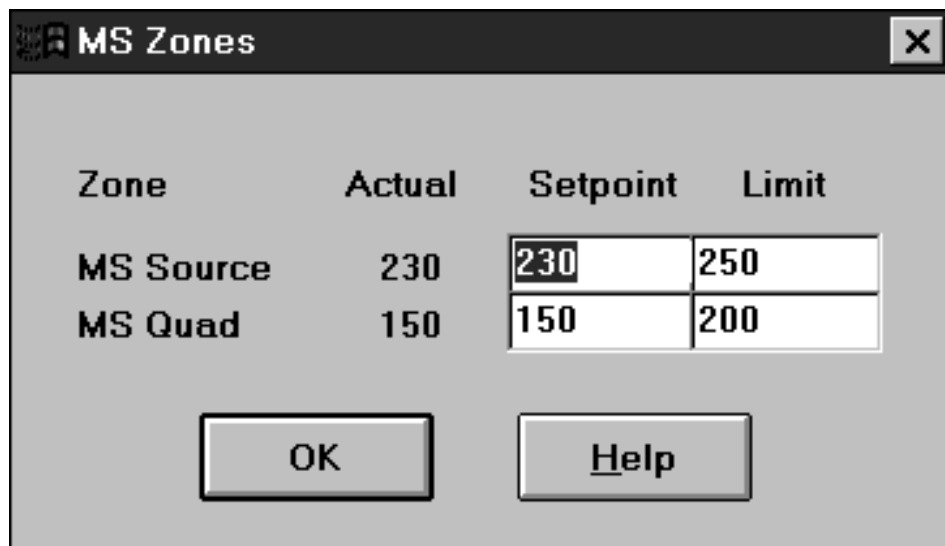 MS Zones
Zone Actual Setpoint Limit
MS Source 230 230 250
MS Quad 150 150 200
OK Help